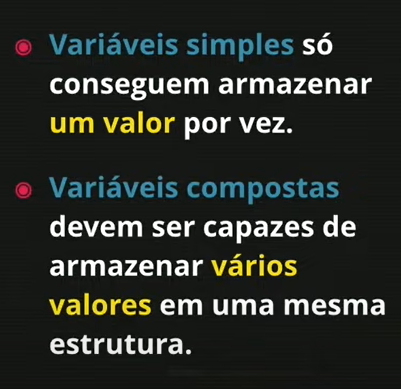 Variáveis simples só
conseguem armazenar
um valor por vez.
Variáveis compostas
devem ser capazes de
armazenar vários
valores em uma mesma
estrutura.